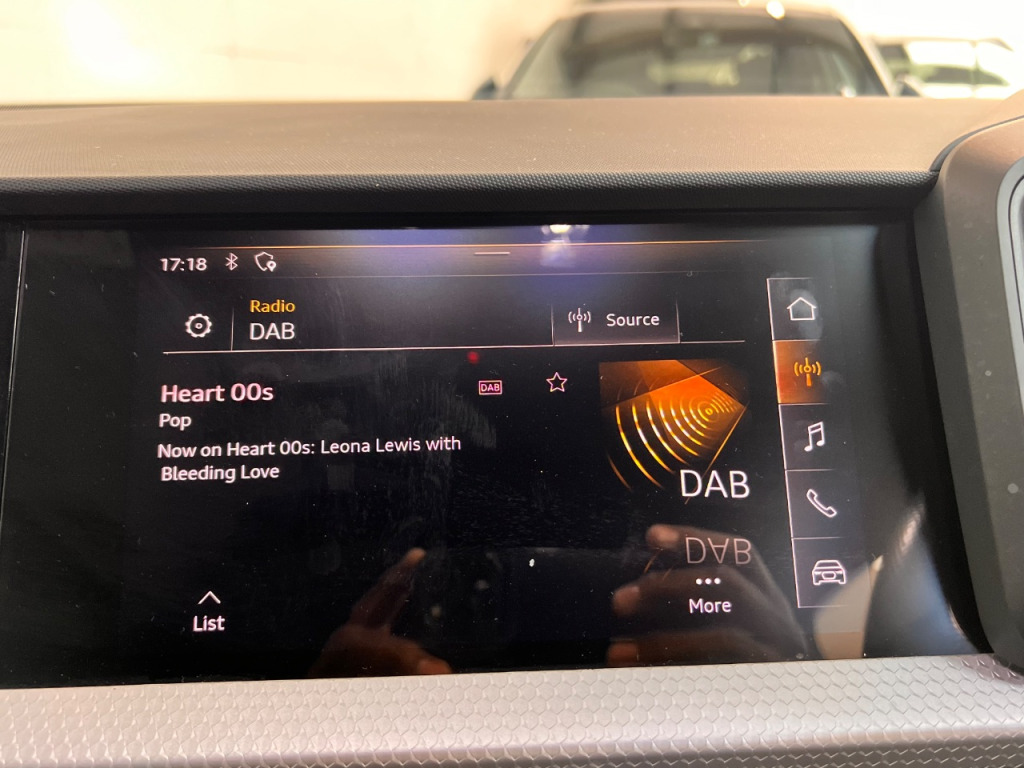 17:18
Radio
DAB
Source
Heart 00s
DAB
Pop
Now on Heart 00s: Leona Lewis with
Bleeding Love
DAB
DAB
List
More